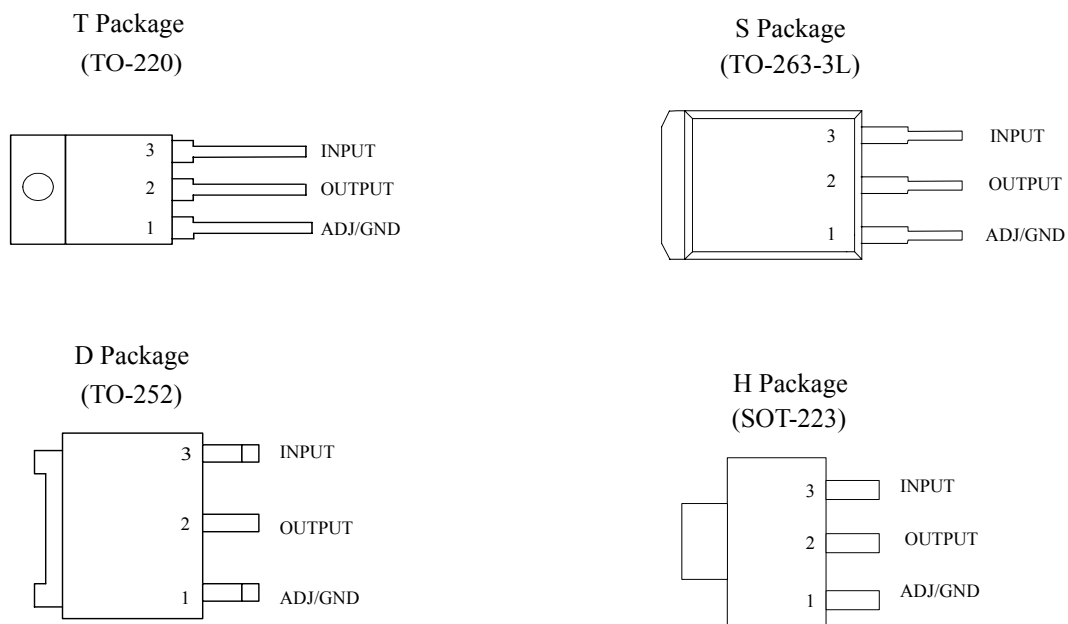 T Package
(TO-220)
3 INPUT
2 OUTPUT
1 ADJ/GND
S Package
(TO-263-3L)
3 INPUT
2 OUTPUT
1 ADJ/GND
D Package
(TO-252)
3 INPUT
2 OUTPUT
1 ADJ/GND
H Package
(SOT-223)
3 INPUT
2 OUTPUT
1 ADJ/GND